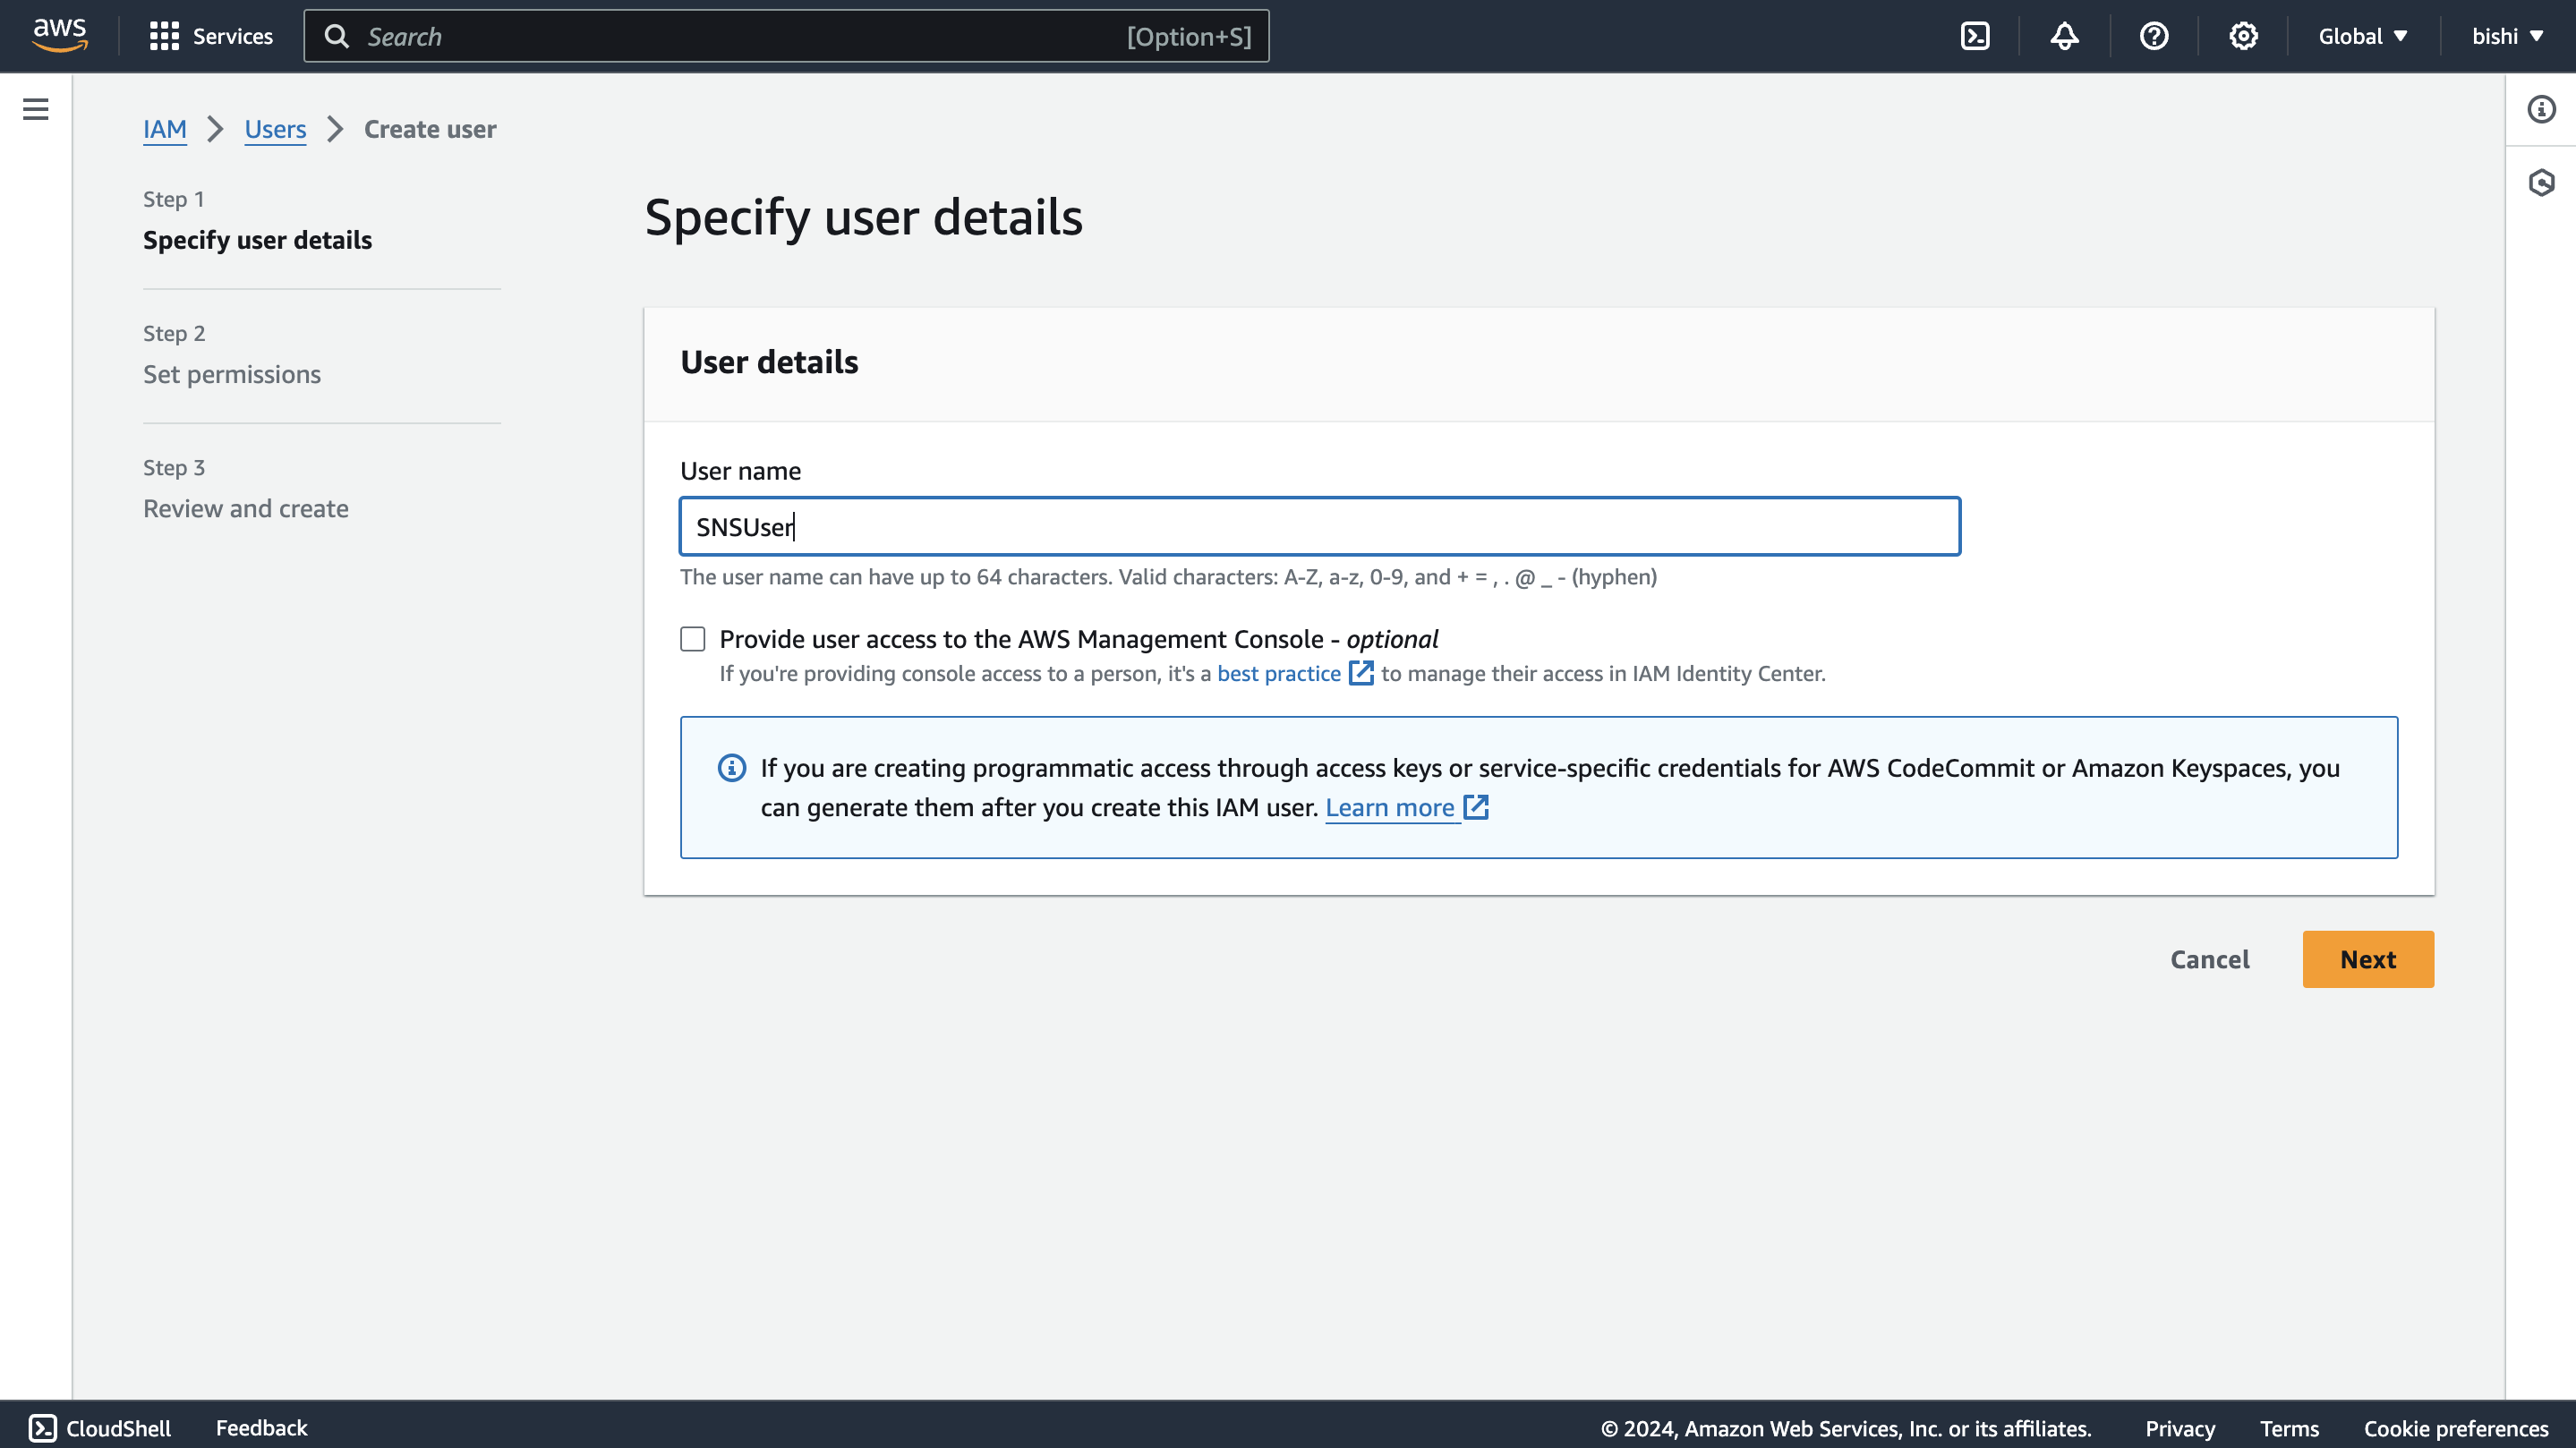 aws
Services
Search
[Option+S]
Global
bishi
IAM
Users
Create user
Step 1
Specify user details
Step 2
Set permissions
Step 3
Review and create
Specify user details
User details
User name
SNSUser
The user name can have up to 64 characters. Valid characters: A-Z, a-z, 0-9, and + = , . @ _ - (hyphen)
Provide user access to the AWS Management Console - optional
If you're providing console access to a person, it's a best practice to manage their access in IAM Identity Center.
If you are creating programmatic access through access keys or service-specific credentials for AWS CodeCommit or Amazon Keyspaces, you
can generate them after you create this IAM user. Learn more
Cancel
Next
CloudShell
Feedback
© 2024, Amazon Web Services, Inc. or its affiliates.
Privacy
Terms
Cookie preferences